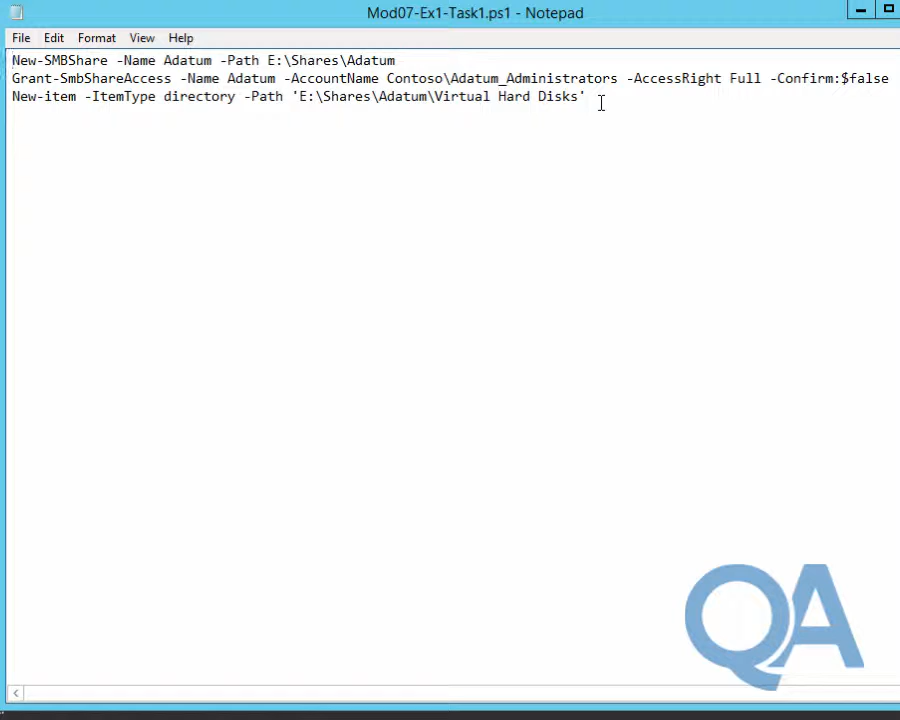 Mod07-Ex1-Task1.ps1 - Notepad
File Edit Format View Help
New-SMBShare -Name Adatum -Path E:\Shares\Adatum
Grant-SmbShareAccess -Name Adatum -AccountName Contoso\Adatum_Administrators -AccessRight Full -Confirm:$false
New-item -ItemType directory -Path 'E:\Shares\Adatum\Virtual Hard Disks'
QA